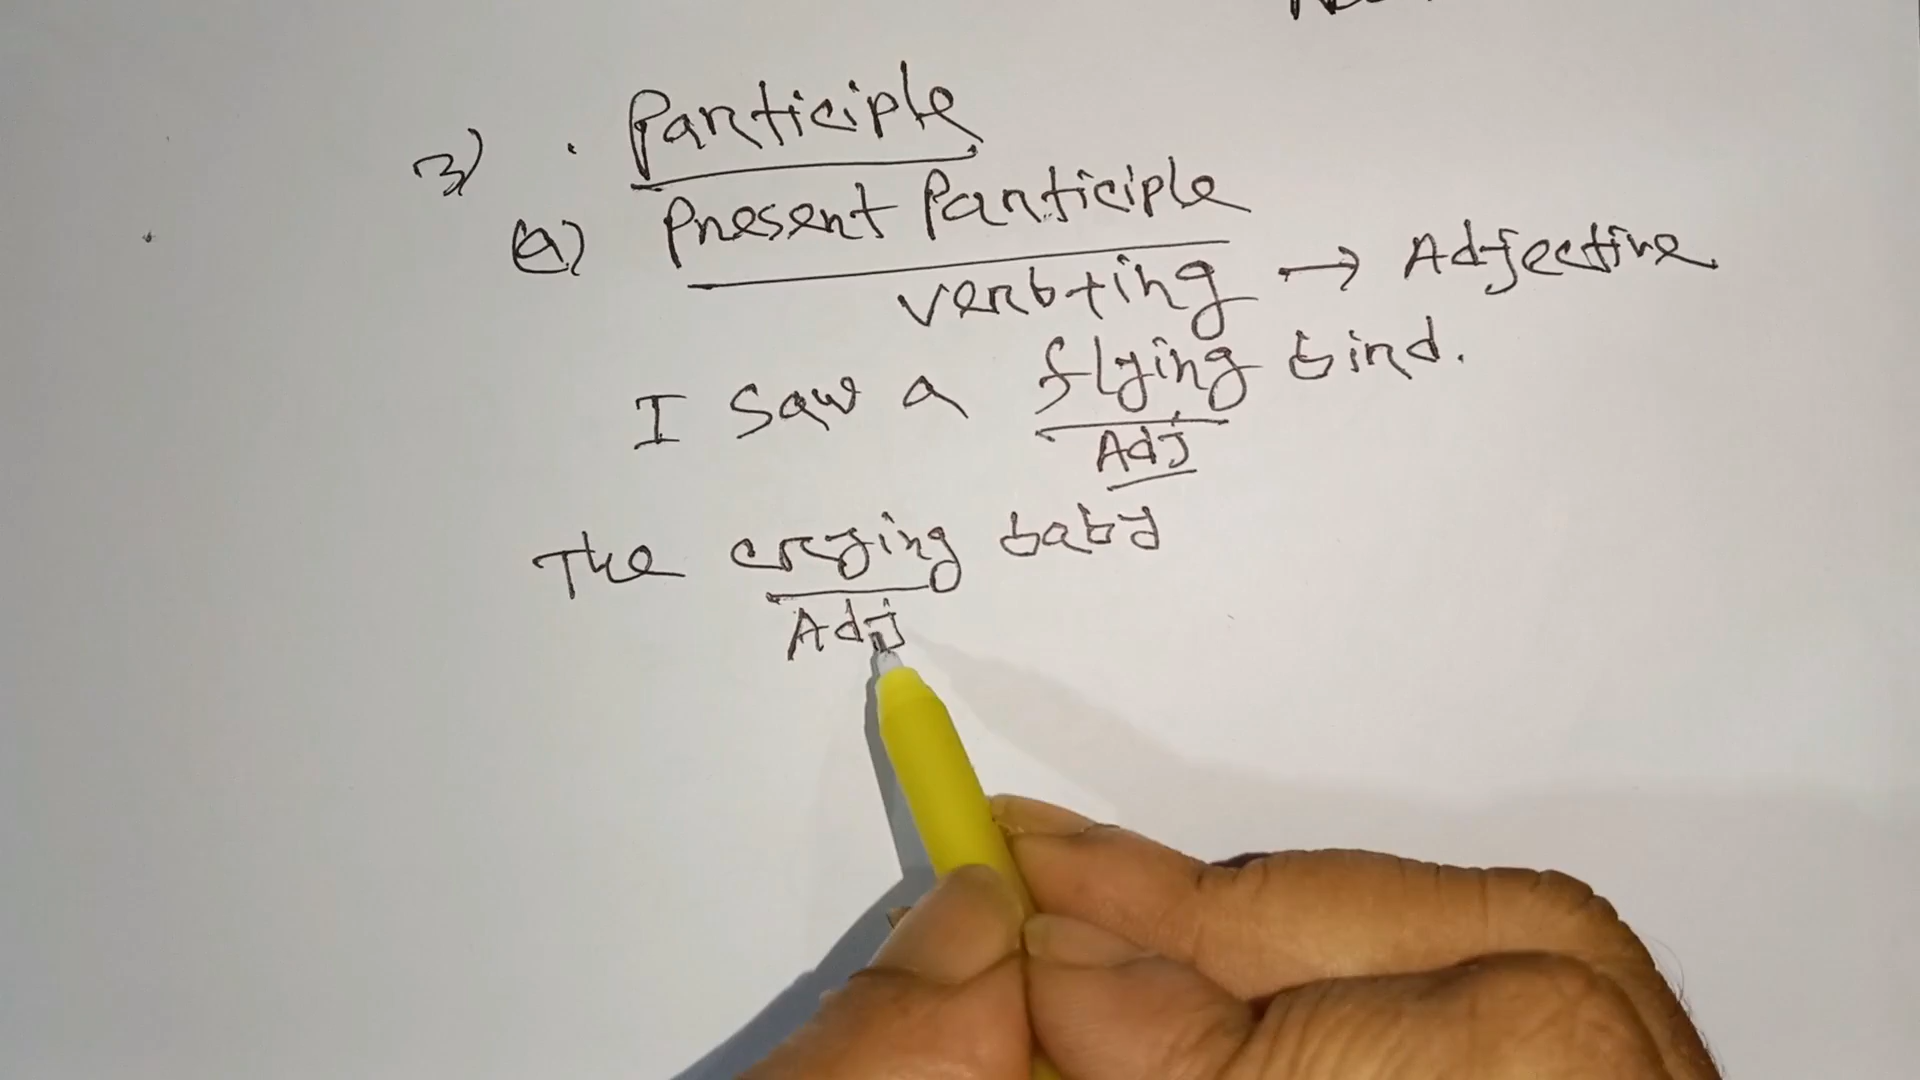 3) Participle
(a) Present Participle
verb+ing → Adjective
I saw a flying bird.
Adj
The crying baby
Adj